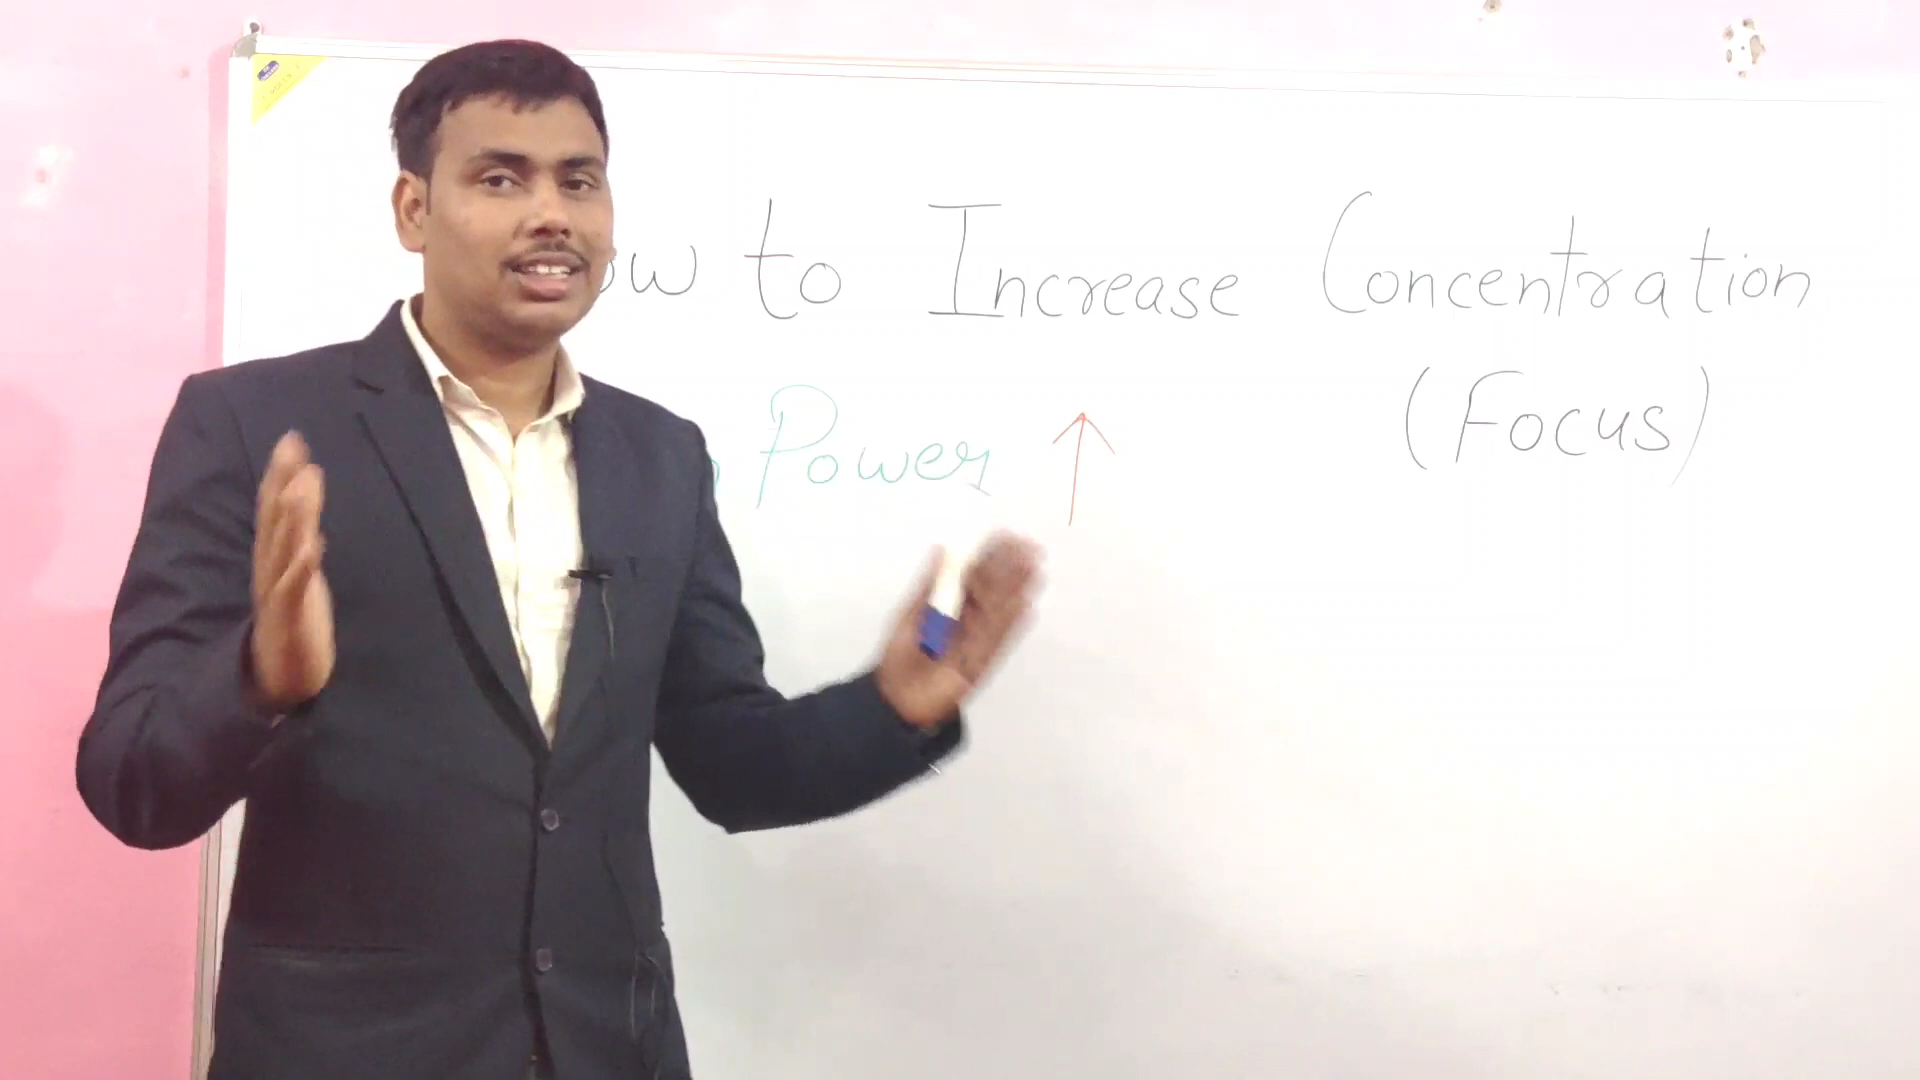 ow to Increase Concentration
Power ↑ (Focus)